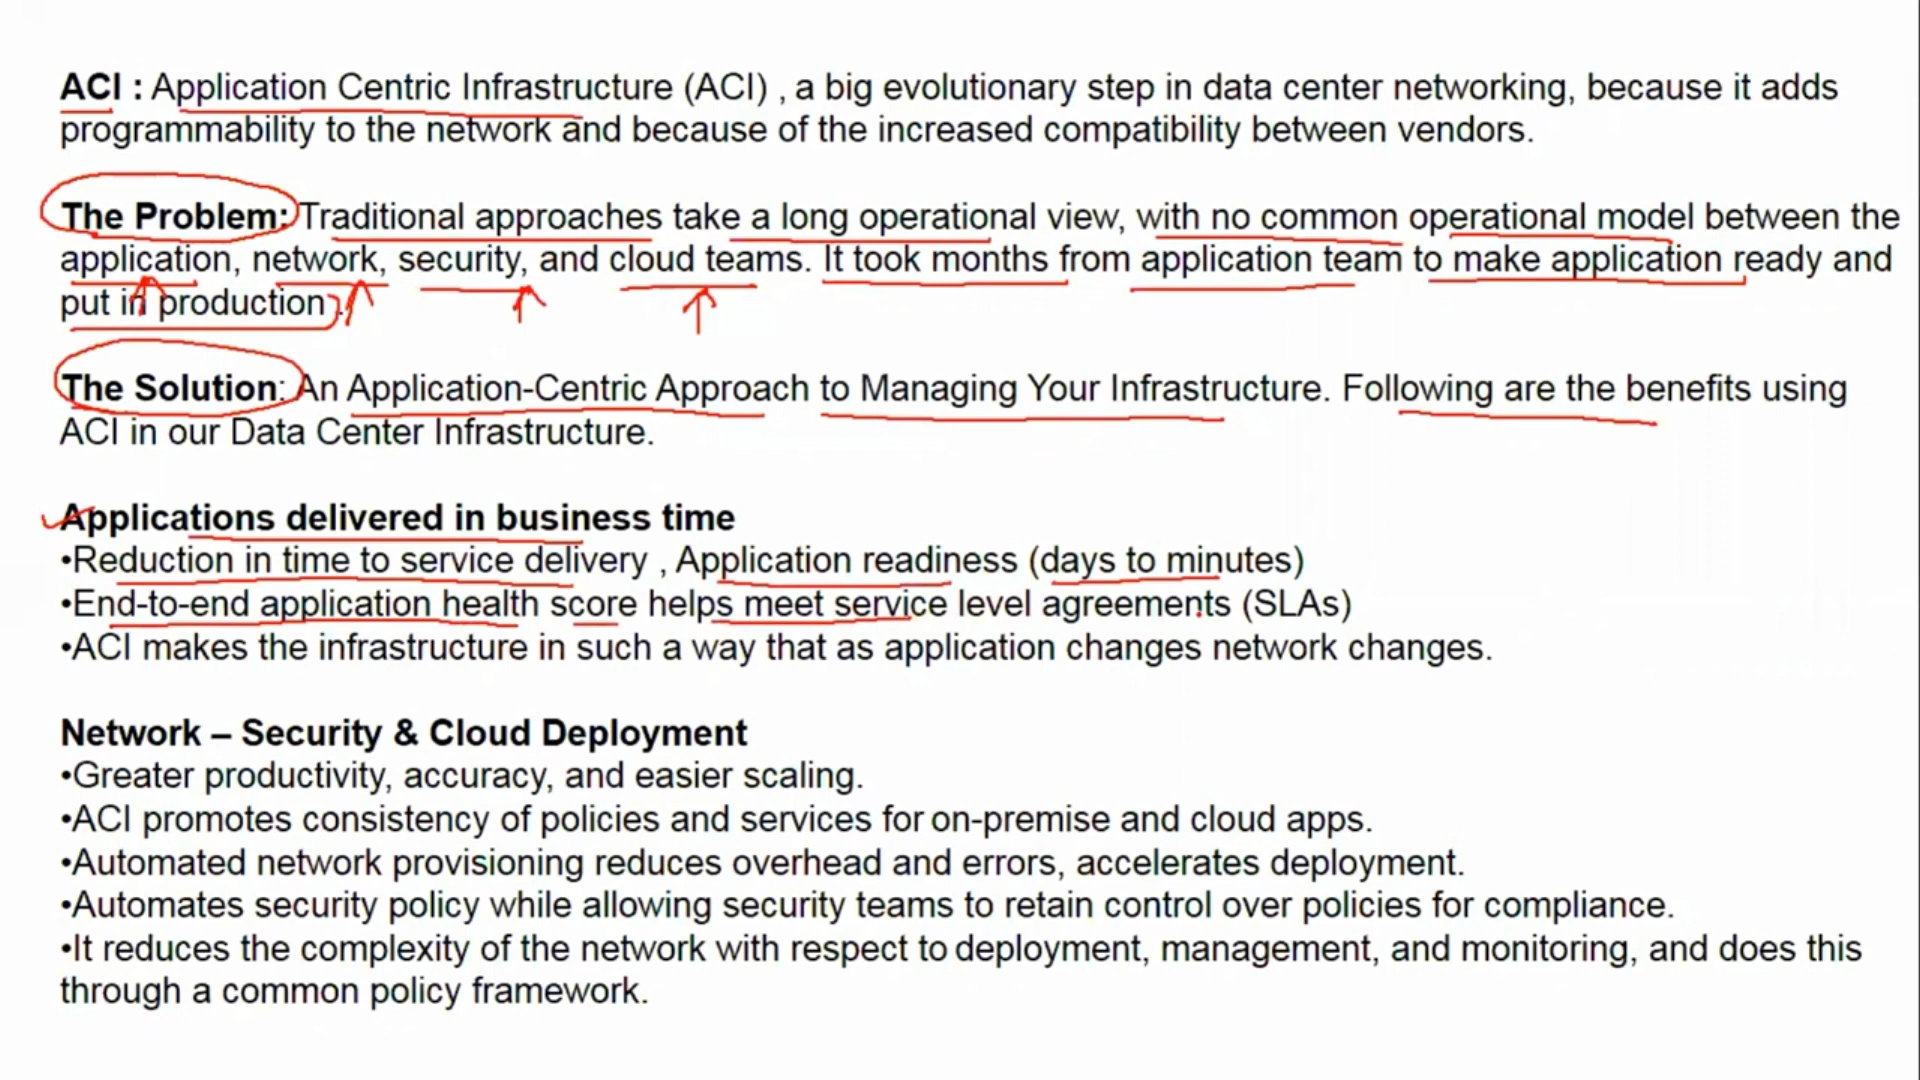 ACI : Application Centric Infrastructure (ACI) , a big evolutionary step in data center networking, because it adds
programmability to the network and because of the increased compatibility between vendors.
The Problem: Traditional approaches take a long operational view, with no common operational model between the
application, network, security, and cloud teams. It took months from application team to make application ready and
put in production .
The Solution: An Application-Centric Approach to Managing Your Infrastructure. Following are the benefits using
ACI in our Data Center Infrastructure.
Applications delivered in business time
•Reduction in time to service delivery , Application readiness (days to minutes)
•End-to-end application health score helps meet service level agreements (SLAs)
•ACI makes the infrastructure in such a way that as application changes network changes.
Network – Security & Cloud Deployment
•Greater productivity, accuracy, and easier scaling.
•ACI promotes consistency of policies and services for on-premise and cloud apps.
•Automated network provisioning reduces overhead and errors, accelerates deployment.
•Automates security policy while allowing security teams to retain control over policies for compliance.
•It reduces the complexity of the network with respect to deployment, management, and monitoring, and does this
through a common policy framework.